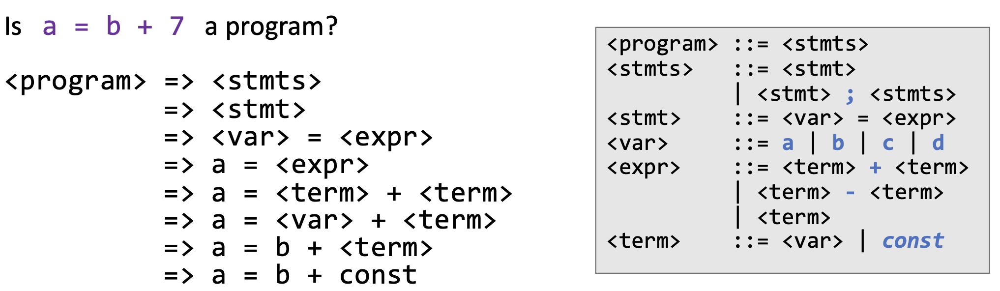 Is a = b + 7 a program?
<program> => <stmts>
=> <stmt>
=> <var> = <expr>
=> a = <expr>
=> a = <term> + <term>
=> a = <var> + <term>
=> a = b + <term>
=> a = b + const
<program> ::= <stmts>
<stmts> ::= <stmt>
| <stmt> ; <stmts>
<stmt> ::= <var> = <expr>
<var> ::= a | b | c | d
<expr> ::= <term> + <term>
| <term> - <term>
| <term>
<term> ::= <var> | const